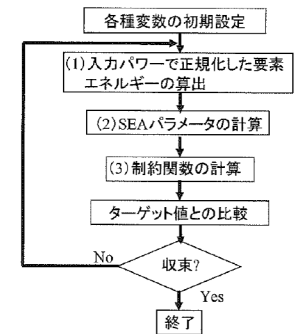 各種変数の初期設定
(1)入力パワーで正規化した要素
エネルギーの算出
(2)SEAパラメータの計算
(3)制約関数の計算
ターゲット値との比較
No
収束?
Yes
終了